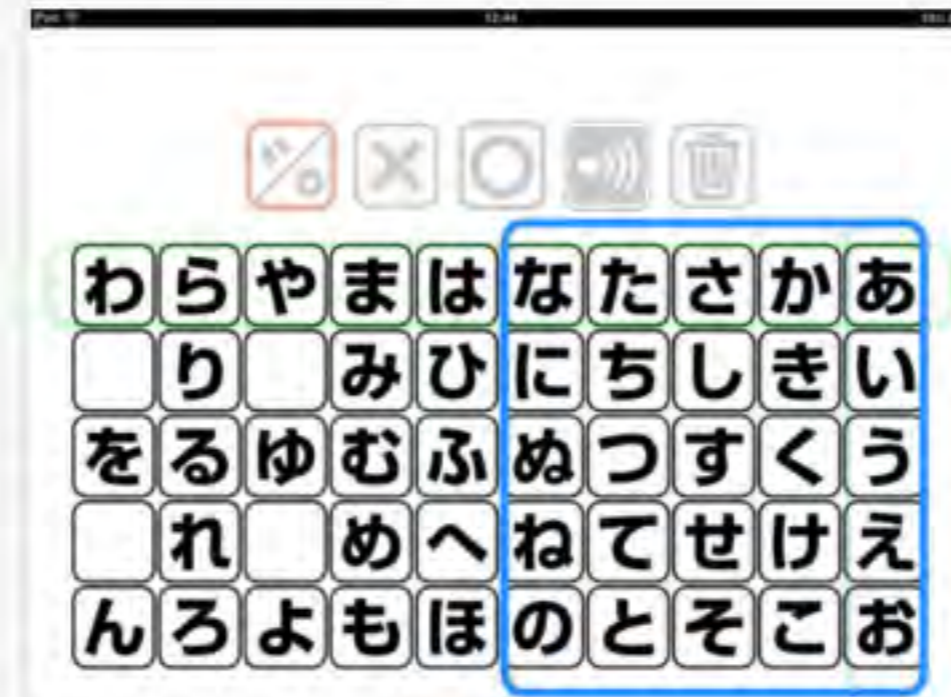 12:44
わ ら や ま は な た さ か あ
り み ひ に ち し き い
を る ゆ む ふ ぬ つ す く う
れ め へ ね て せ け え
ん ろ よ も ほ の と そ こ お